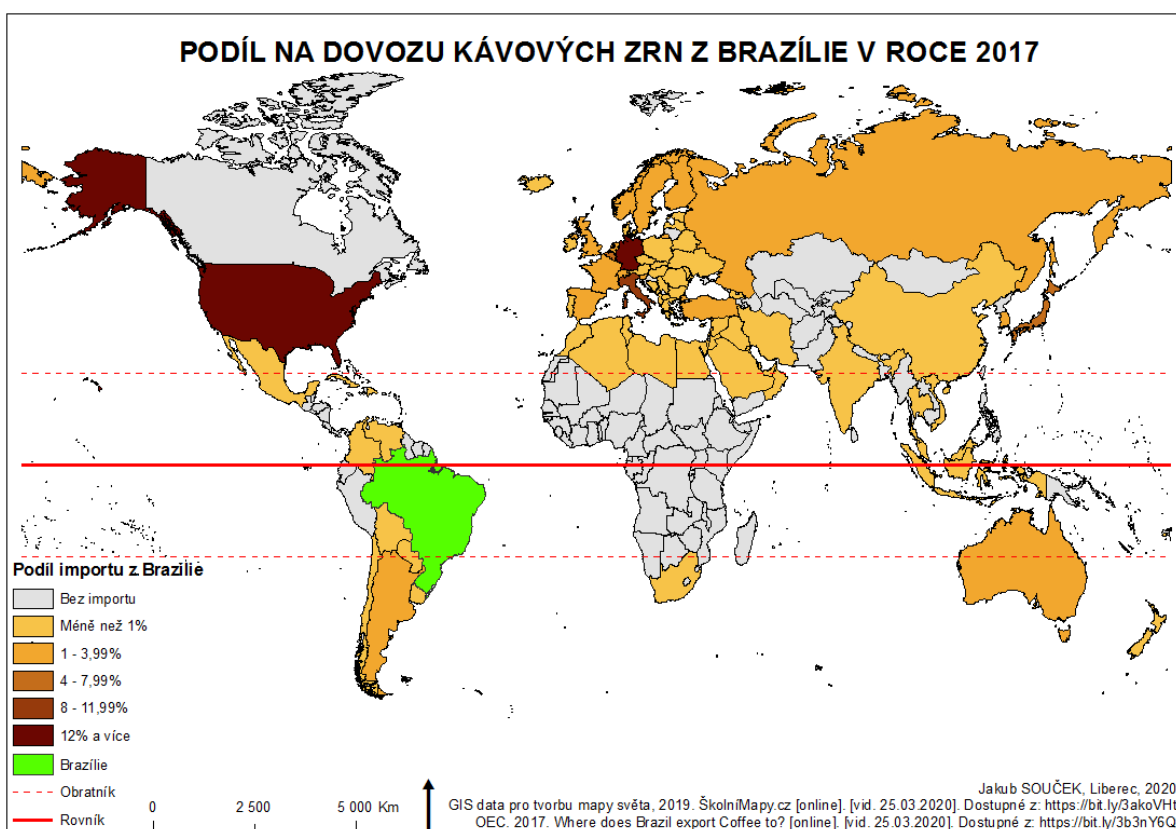 PODÍL NA DOVOZU KÁVOVÝCH ZRN Z BRAZÍLIE V ROCE 2017
Podíl importu z Brazílie
Bez importu
Méně než 1%
1 - 3,99%
4 - 7,99%
8 - 11,99%
12% a více
Brazílie
Obratník
Rovník
0 2 500 5 000 Km
Jakub SOUČEK, Liberec, 2020
GIS data pro tvorbu mapy světa, 2019. ŠkolníMapy.cz [online]. [vid. 25.03.2020]. Dostupné z: https://bit.ly/3akoVHt
OEC. 2017. Where does Brazil export Coffee to? [online]. [vid. 25.03.2020]. Dostupné z: https://bit.ly/3b3nY6Q